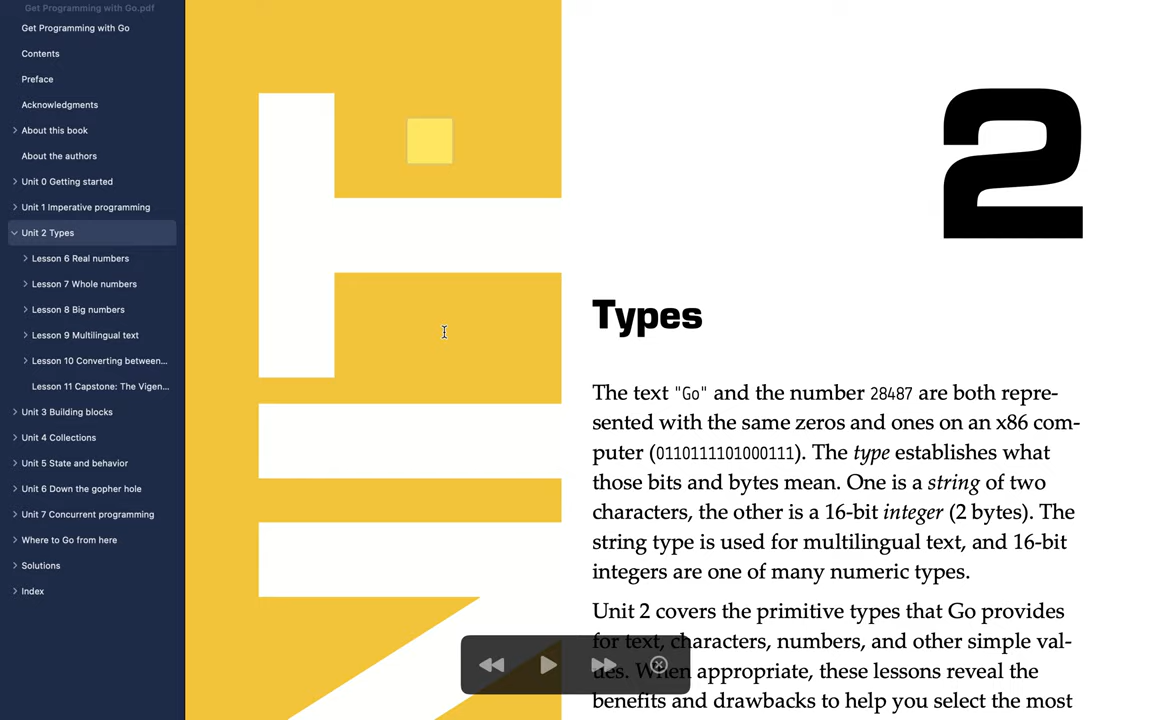 Get Programming with Go.pdf
Get Programming with Go
Contents
Preface
Acknowledgments
About this book
About the authors
Unit 0 Getting started
Unit 1 Imperative programming
Unit 2 Types
Lesson 6 Real numbers
Lesson 7 Whole numbers
Lesson 8 Big numbers
Lesson 9 Multilingual text
Lesson 10 Converting between...
Lesson 11 Capstone: The Vigen...
Unit 3 Building blocks
Unit 4 Collections
Unit 5 State and behavior
Unit 6 Down the gopher hole
Unit 7 Concurrent programming
Where to Go from here
Solutions
Index
2
Types
The text "Go" and the number 28487 are both repre-
sented with the same zeros and ones on an x86 com-
puter (0110111101000111). The type establishes what
those bits and bytes mean. One is a string of two
characters, the other is a 16-bit integer (2 bytes). The
string type is used for multilingual text, and 16-bit
integers are one of many numeric types.
Unit 2 covers the primitive types that Go provides
for text, characters, numbers, and other simple val-
ues. When appropriate, these lessons reveal the
benefits and drawbacks to help you select the most